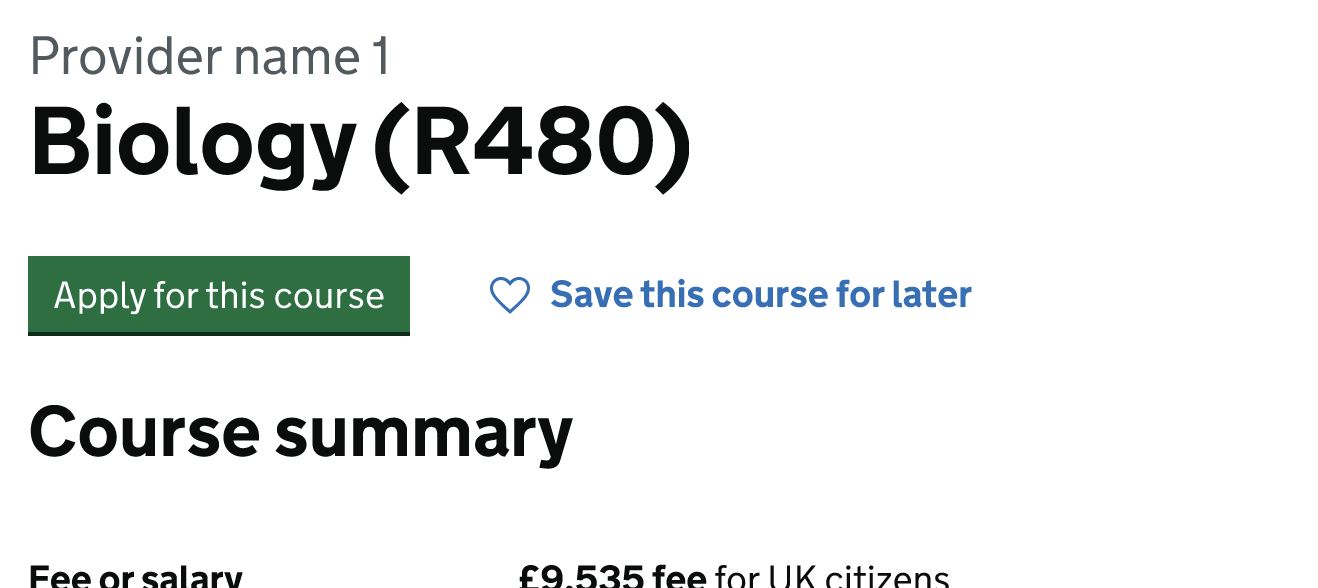 Provider name 1
Biology (R480)
Apply for this course
Save this course for later
Course summary
Fee or salary
£9,535 fee for UK citizens